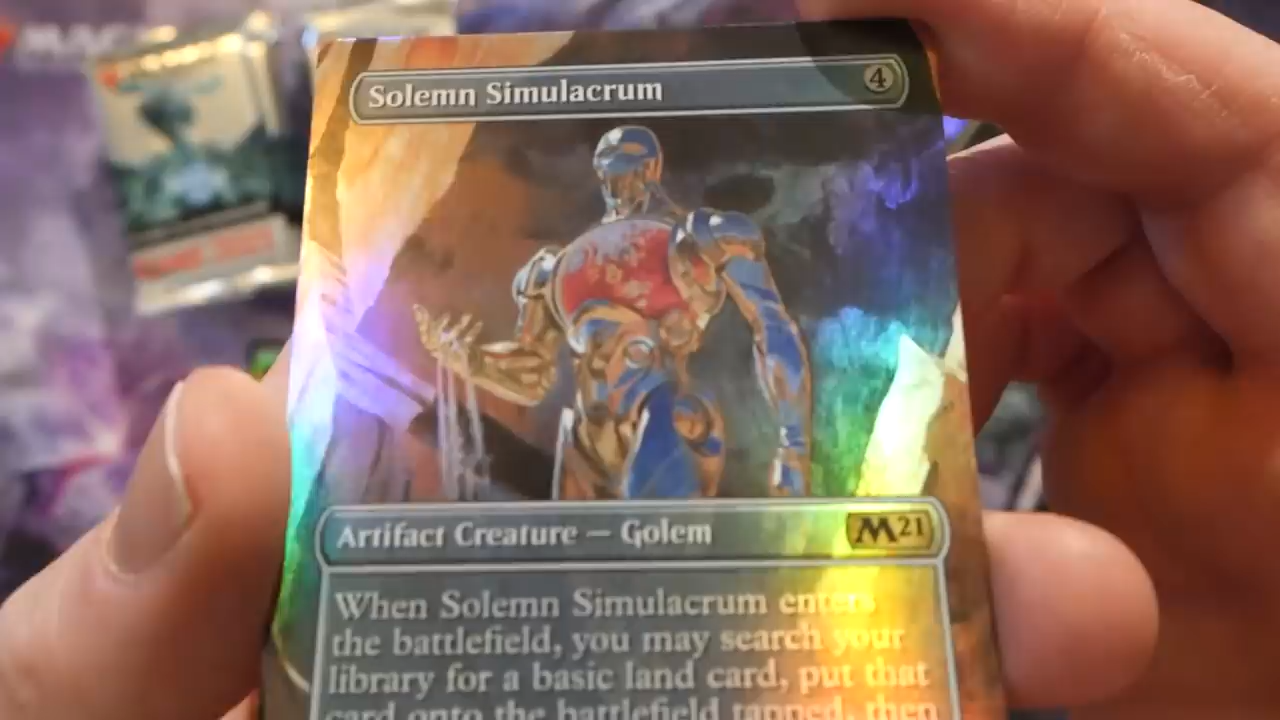 Solemn Simulacrum 4
Artifact Creature — Golem M21
When Solemn Simulacrum enters
the battlefield, you may search your
library for a basic land card, put that
card onto the battlefield tapped, then